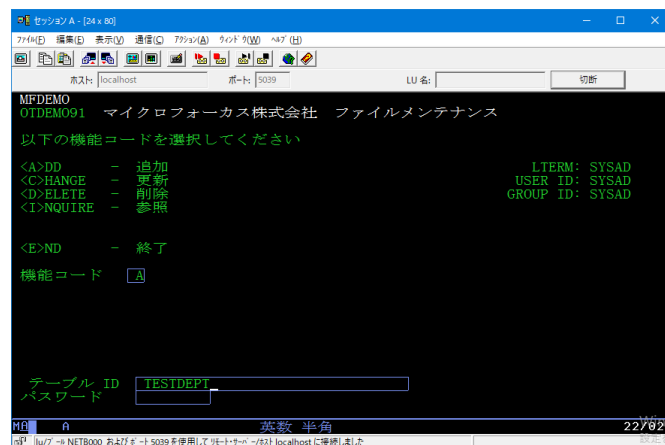 セッション A - [24 x 80]
ファイル(F) 編集(E) 表示(V) 通信(C) アクション(A) ウィンドウ(W) ヘルプ(H)
ホスト: localhost ポート: 5039 LU 名: 切断
MFDEMO
OTDEMO91 マイクロフォーカス株式会社 ファイルメンテナンス
以下の機能コードを選択してください
<A>DD － 追加 LTERM: SYSAD
<C>HANGE － 更新 USER ID: SYSAD
<D>ELETE － 削除 GROUP ID: SYSAD
<I>NQUIRE － 参照
<E>ND － 終了
機能コード A
テーブル ID TESTDEPT
パスワード
MA A 英数 半角 22/02
およびポート 5039 を使用してリモート・サーバー/ホスト localhost に接続しました